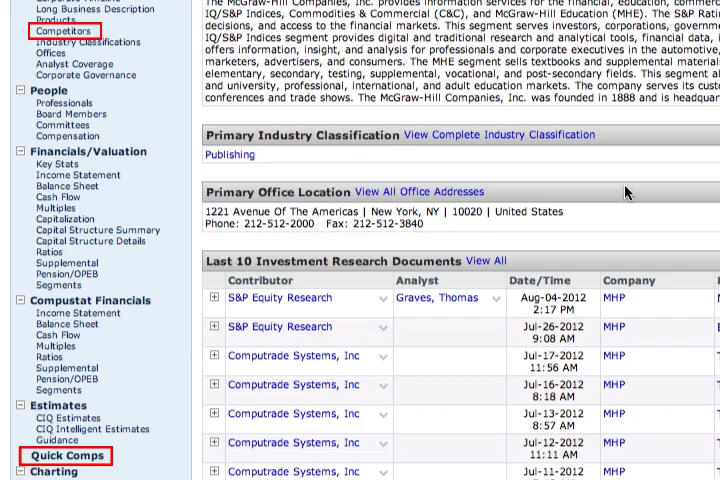 Corporate Timeline
Long Business Description
Products
Competitors
Industry Classifications
Offices
Analyst Coverage
Corporate Governance
People
Professionals
Board Members
Committees
Compensation
Financials/Valuation
Key Stats
Income Statement
Balance Sheet
Cash Flow
Multiples
Capitalization
Capital Structure Summary
Capital Structure Details
Ratios
Supplemental
Pension/OPEB
Segments
Compustat Financials
Income Statement
Balance Sheet
Cash Flow
Multiples
Ratios
Supplemental
Pension/OPEB
Segments
Estimates
CIQ Estimates
CIQ Intelligent Estimates
Guidance
Quick Comps
Charting
The McGraw-Hill Companies, Inc. provides information services for the financial, education, commerc
IQ/S&P Indices, Commodities & Commercial (C&C), and McGraw-Hill Education (MHE). The S&P Rati
decisions, and access to the financial markets. This segment serves investors, corporations, governm
IQ/S&P Indices segment provides digital and traditional research and analytical tools, financial data, i
offers information, insight, and analysis for professionals and corporate executives in the automotive,
marketers, advertisers, and consumers. The MHE segment sells textbooks and supplemental materials
elementary, secondary, testing, supplemental, vocational, and post-secondary fields. This segment al
and university, professional, international, and adult education markets. The company serves its cust
conferences and trade shows. The McGraw-Hill Companies, Inc. was founded in 1888 and is headquar
Primary Industry Classification View Complete Industry Classification
Publishing
Primary Office Location View All Office Addresses
1221 Avenue Of The Americas | New York, NY | 10020 | United States
Phone: 212-512-2000 Fax: 212-512-3840
Last 10 Investment Research Documents View All
Contributor Analyst Date/Time Company
S&P Equity Research Graves, Thomas Aug-04-2012 MHP
2:17 PM
S&P Equity Research Jul-26-2012 MHP
9:08 AM
Computrade Systems, Inc Jul-17-2012 MHP
11:56 AM
Computrade Systems, Inc Jul-16-2012 MHP
8:18 AM
Computrade Systems, Inc Jul-13-2012 MHP
8:57 AM
Computrade Systems, Inc Jul-12-2012 MHP
11:11 AM
Computrade Systems, Inc Jul-11-2012 MHP